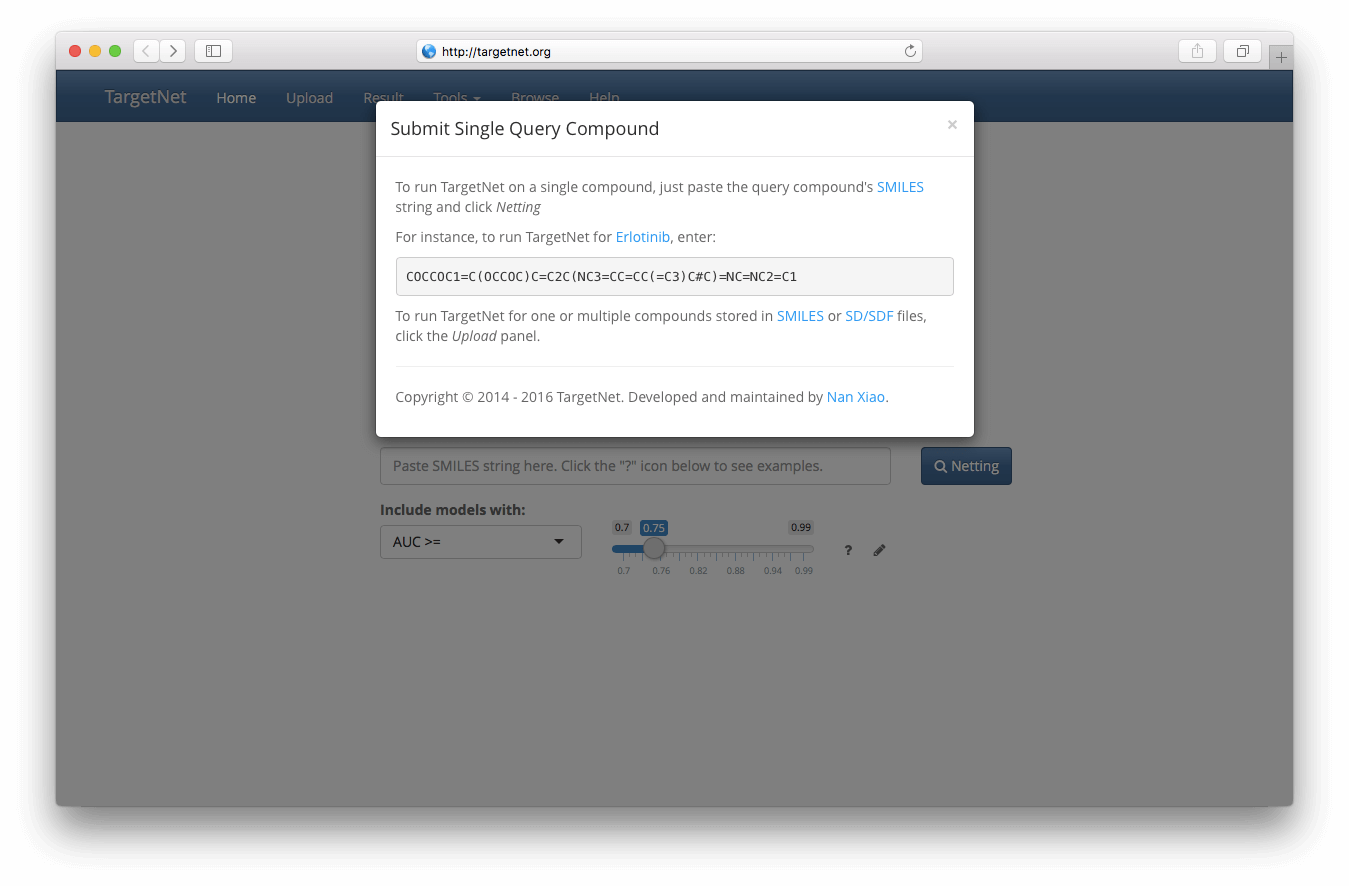 http://targetnet.org
TargetNet Home Upload Result Tools Browse Help
Submit Single Query Compound ×
To run TargetNet on a single compound, just paste the query compound's SMILES
string and click Netting
For instance, to run TargetNet for Erlotinib, enter:
COCCOC1=C(OCCOC)C=C2C(NC3=CC=CC(=C3)C#C)=NC=NC2=C1
To run TargetNet for one or multiple compounds stored in SMILES or SD/SDF files,
click the Upload panel.
Copyright © 2014 - 2016 TargetNet. Developed and maintained by Nan Xiao.
Paste SMILES string here. Click the "?" icon below to see examples. Netting
Include models with:
0.7 0.75 0.99
AUC >= ?
0.7 0.76 0.82 0.88 0.94 0.99